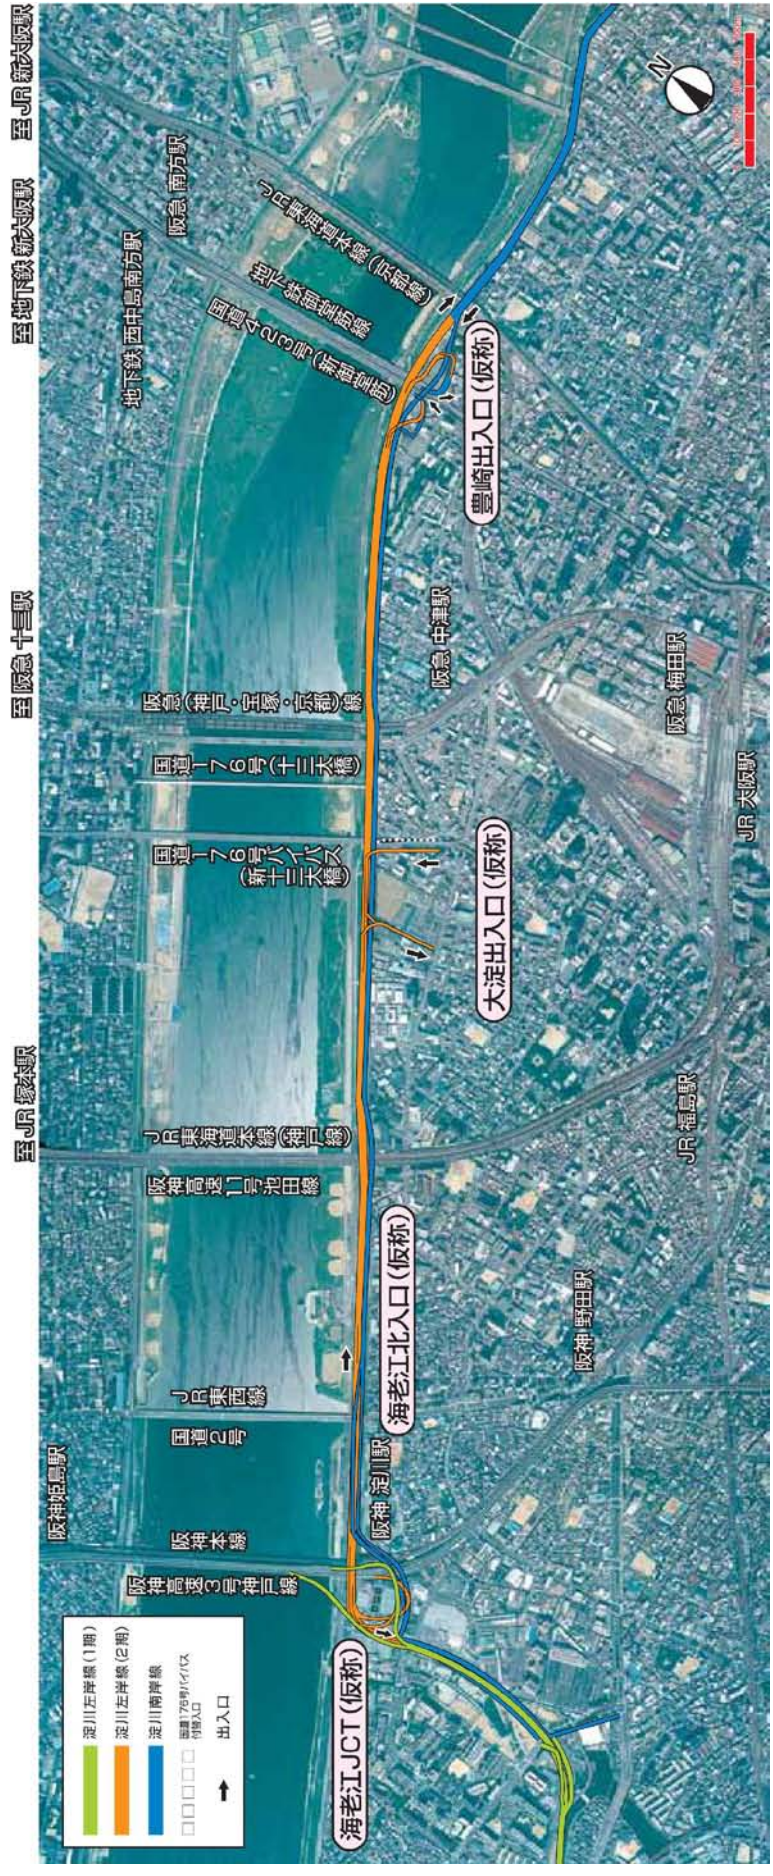 至 JR 塚本駅
至 阪急 十三駅
至 地下鉄 新大阪駅
至 JR 新大阪駅
阪神姫島駅
地下鉄 西中島南方駅
阪急 南方駅
淀川左岸線(1期)
淀川左岸線(2期)
淀川南岸線
国道176号バイパス
付替入口
出入口
阪神高速3号神戸線
阪神本線
国道2号
JR東西線
阪神高速11号池田線
JR東海道本線(神戸線)
国道176号バイパス
(新十三大橋)
国道176号(十三大橋)
阪急(神戸・宝塚・京都)線
国道423号(新御堂筋)
地下鉄御堂筋線
JR東海道本線(京都線)
N
海老江JCT(仮称)
阪神 淀川駅
海老江北入口(仮称)
大淀出入口(仮称)
豊崎出入口(仮称)
阪神 野田駅
JR 福島駅
阪急 中津駅
阪急 梅田駅
JR 大阪駅